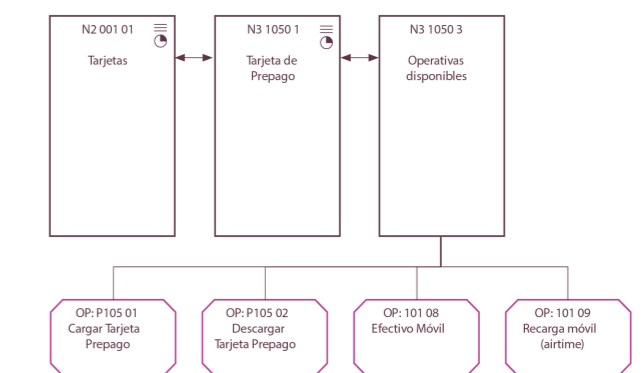 N2 001 01
Tarjetas
N3 1050 1
Tarjeta de
Prepago
N3 1050 3
Operativas
disponibles
OP: P105 01
Cargar Tarjeta
Prepago
OP: P105 02
Descargar
Tarjeta Prepago
OP: 101 08
Efectivo Móvil
OP: 101 09
Recarga móvil
(airtime)